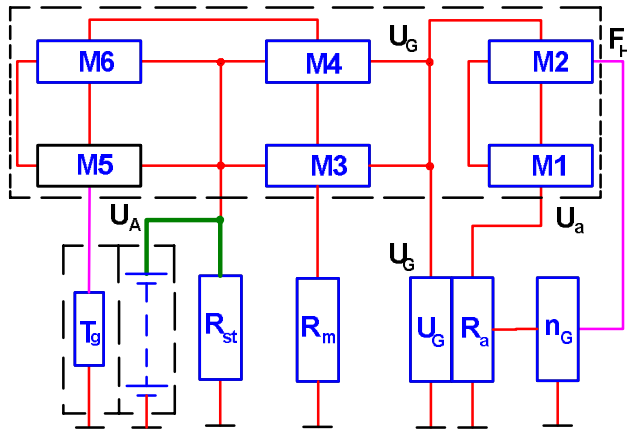 U_G
F_H
M6
M4
M2
M5
M3
M1
U_A
U_a
U_G
T_g
R_st
R_m
U_G
R_a
n_G